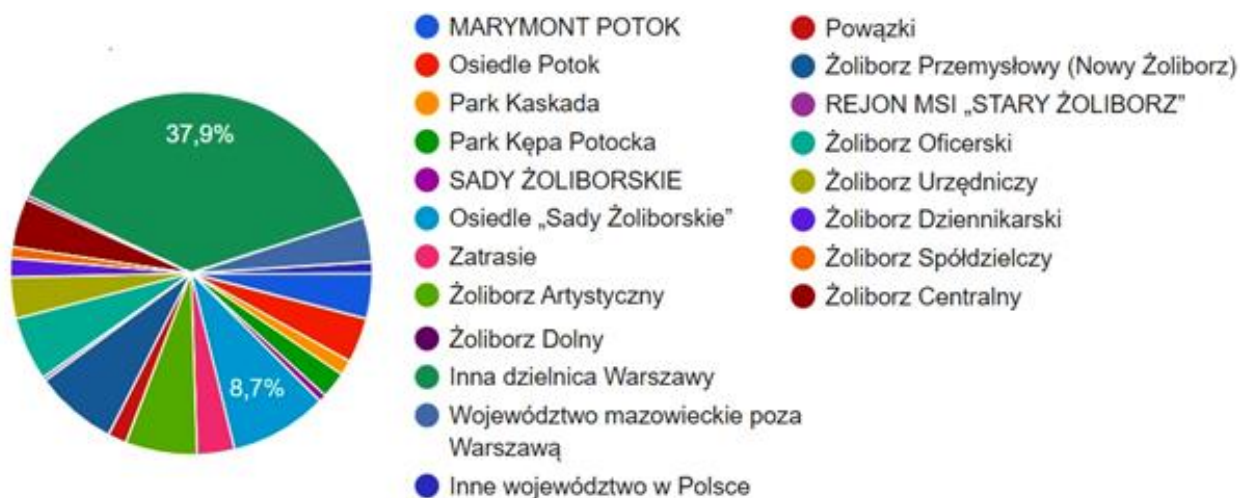 37,9%
8,7%
MARYMONT POTOK
Osiedle Potok
Park Kaskada
Park Kępa Potocka
SADY ŻOLIBORSKIE
Osiedle „Sady Żoliborskie”
Zatrasie
Żoliborz Artystyczny
Żoliborz Dolny
Inna dzielnica Warszawy
Województwo mazowieckie poza
Warszawą
Inne województwo w Polsce
Powązki
Żoliborz Przemysłowy (Nowy Żoliborz)
REJON MSI „STARY ŻOLIBORZ”
Żoliborz Oficerski
Żoliborz Urzędniczy
Żoliborz Dziennikarski
Żoliborz Spółdzielczy
Żoliborz Centralny